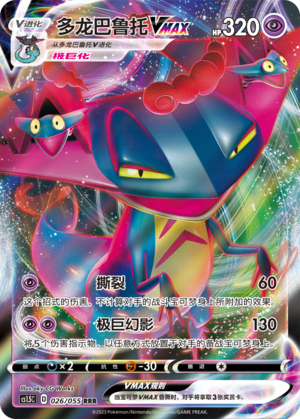 V进化
多龙巴鲁托VMAX
HP320
从多龙巴鲁托V进化
极巨化
撕裂 60
这个招式的伤害，不计算对手的战斗宝可梦身上所附加的效果。
极巨幻影 130
将5个伤害指示物，以任意方式放置于对手的备战宝可梦身上。
弱点 ×2 抗性 -30 撤退
Illus. aky CG Works
VMAX规则
当宝可梦VMAX昏厥时，对手将拿取3张奖赏卡。
cs1.5C D 026/055 RRR
©2023 Pokémon/Nintendo/Creatures/GAME FREAK.